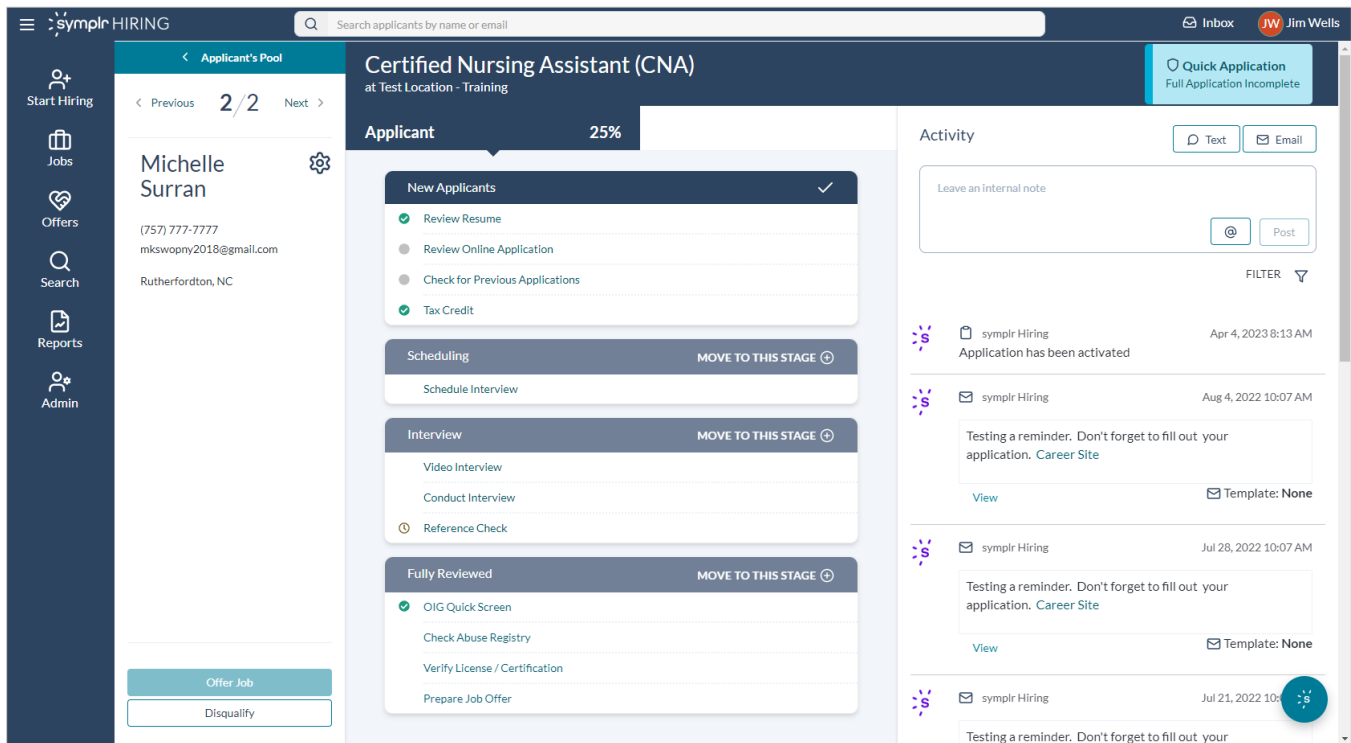 symplr HIRING
Search applicants by name or email
Inbox
JW Jim Wells
Start Hiring
Jobs
Offers
Search
Reports
Admin
Applicant's Pool
Previous 2/2 Next
Michelle
Surran
(757) 777-7777
mkswopny2018@gmail.com
Rutherfordton, NC
Offer Job
Disqualify
Certified Nursing Assistant (CNA)
at Test Location - Training
Quick Application
Full Application Incomplete
Applicant 25%
New Applicants
Review Resume
Review Online Application
Check for Previous Applications
Tax Credit
Scheduling MOVE TO THIS STAGE
Schedule Interview
Interview MOVE TO THIS STAGE
Video Interview
Conduct Interview
Reference Check
Fully Reviewed MOVE TO THIS STAGE
OIG Quick Screen
Check Abuse Registry
Verify License / Certification
Prepare Job Offer
Activity
Text
Email
Leave an internal note
@
Post
FILTER
s symplr Hiring Apr 4, 2023 8:13 AM
Application has been activated
s symplr Hiring Aug 4, 2022 10:07 AM
Testing a reminder. Don't forget to fill out your
application. Career Site
View Template: None
s symplr Hiring Jul 28, 2022 10:07 AM
Testing a reminder. Don't forget to fill out your
application. Career Site
View Template: None
s symplr Hiring Jul 21, 2022 10:0
s
Testing a reminder. Don't forget to fill out your